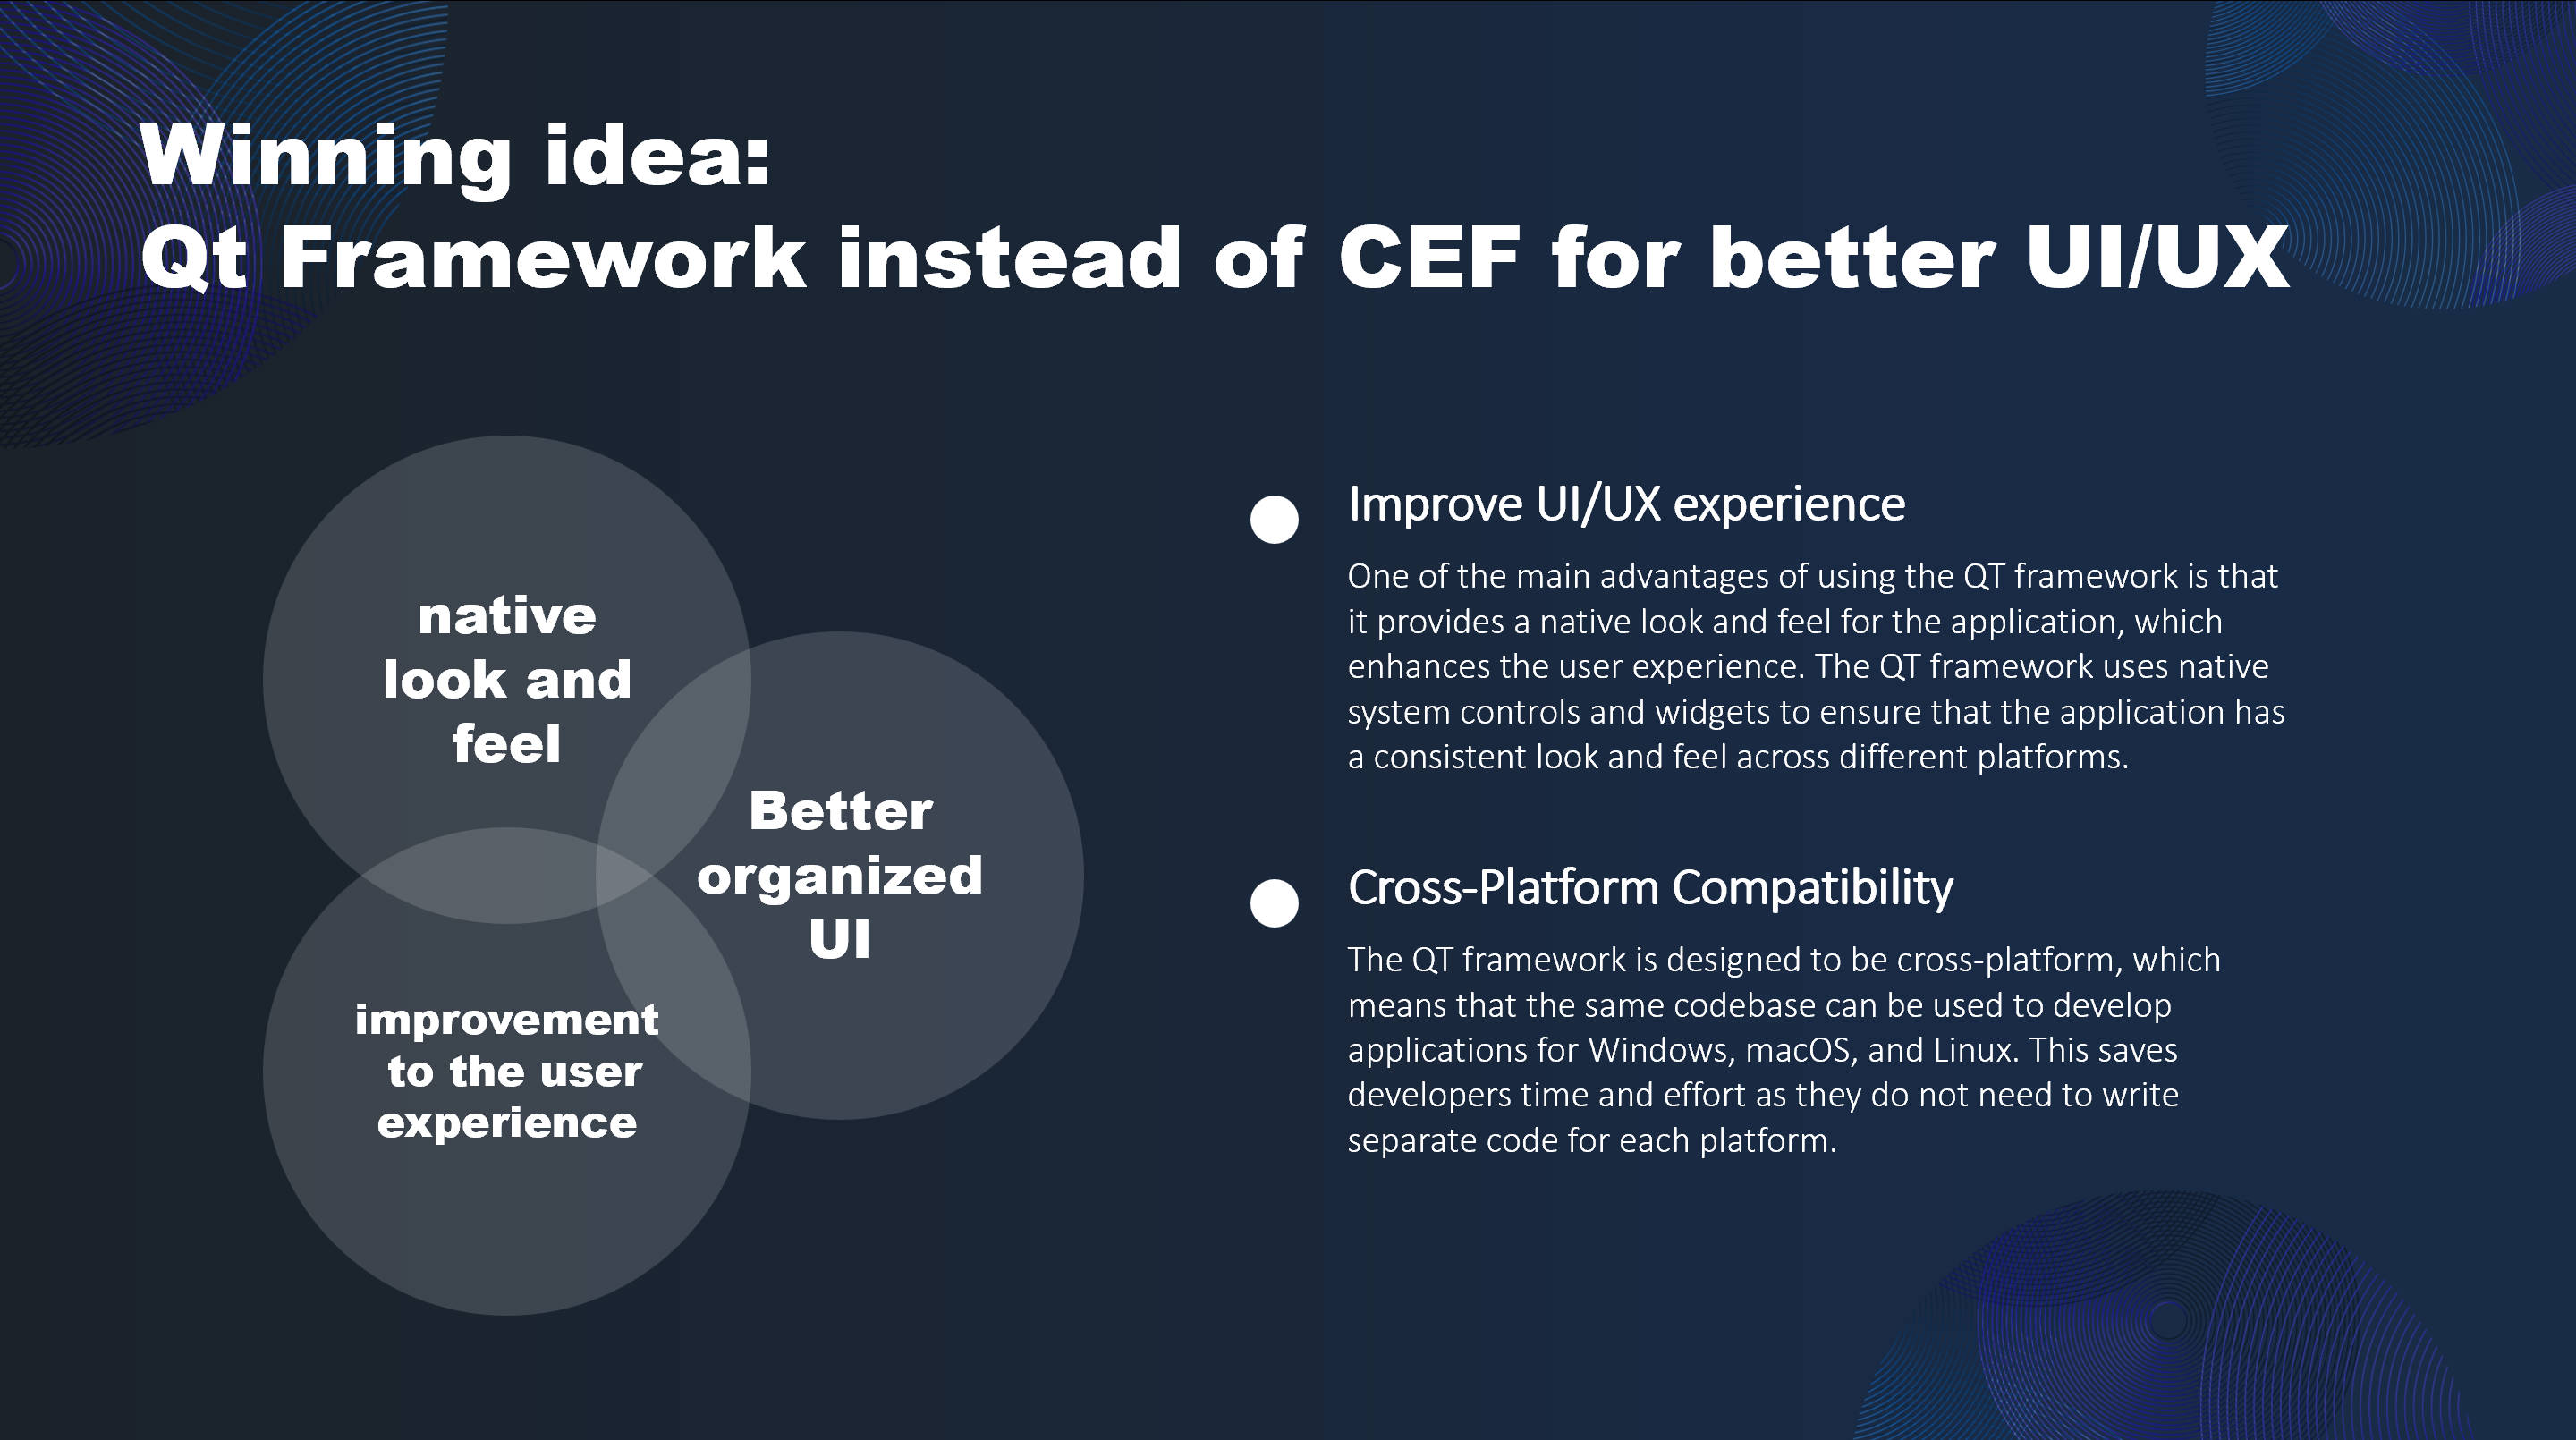 Winning idea:
Qt Framework instead of CEF for better UI/UX
native
look and
feel
Better
organized
UI
improvement
to the user
experience
Improve UI/UX experience
One of the main advantages of using the QT framework is that
it provides a native look and feel for the application, which
enhances the user experience. The QT framework uses native
system controls and widgets to ensure that the application has
a consistent look and feel across different platforms.
Cross-Platform Compatibility
The QT framework is designed to be cross-platform, which
means that the same codebase can be used to develop
applications for Windows, macOS, and Linux. This saves
developers time and effort as they do not need to write
separate code for each platform.